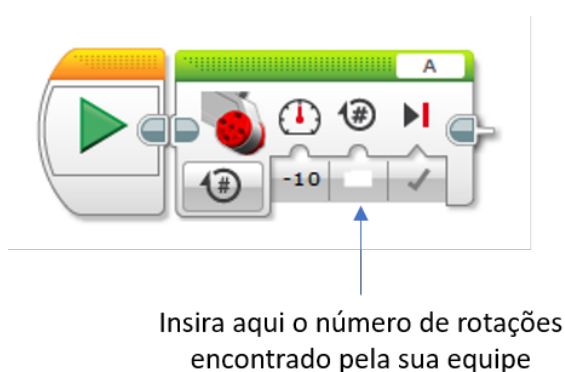 A
#
-10
#
Insira aqui o número de rotações
encontrado pela sua equipe